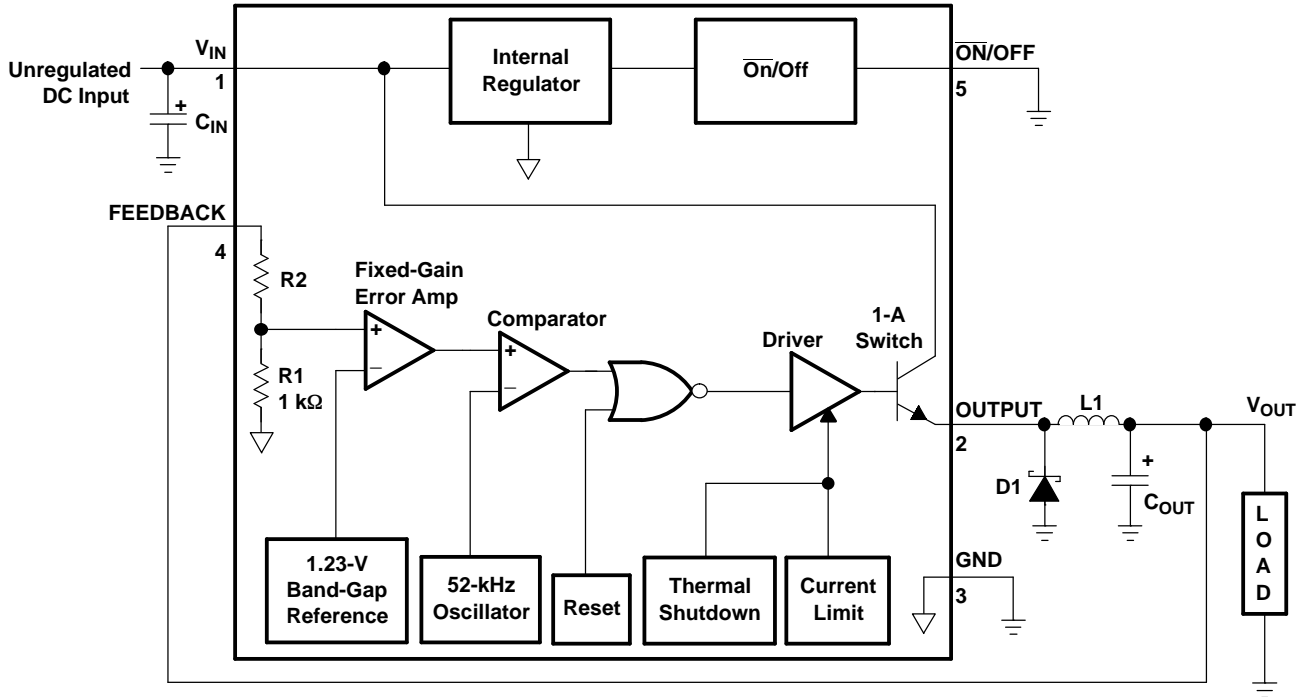 V_IN
1
Unregulated
DC Input
+
C_IN
Internal
Regulator
On/Off
ON/OFF
5
FEEDBACK
4
R2
R1
1 kΩ
Fixed-Gain
Error Amp
+
–
Comparator
+
–
Driver
1-A
Switch
OUTPUT
2
L1
V_OUT
D1
+
C_OUT
L
O
A
D
1.23-V
Band-Gap
Reference
52-kHz
Oscillator
Reset
Thermal
Shutdown
Current
Limit
GND
3